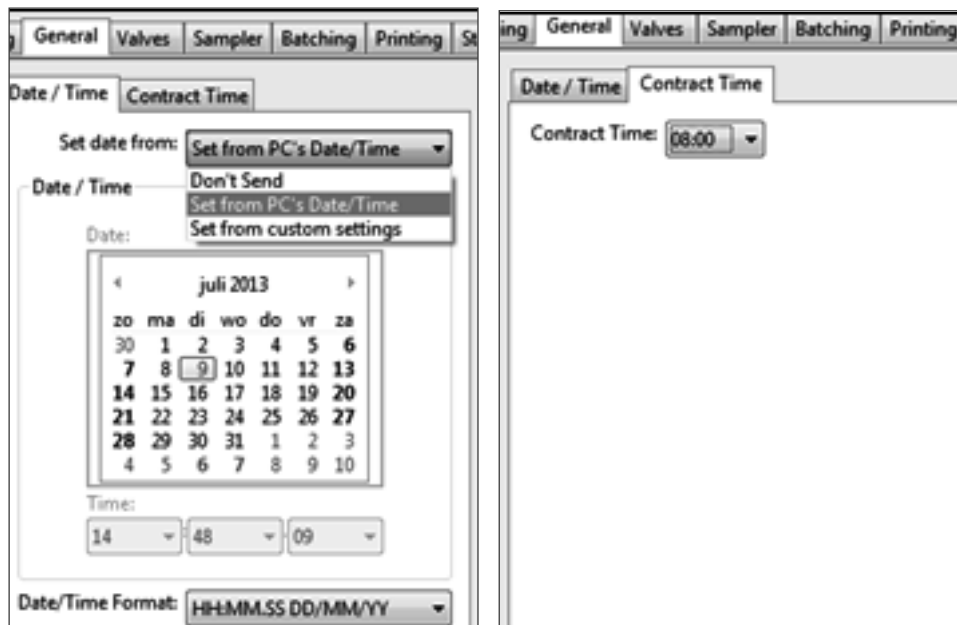 General Valves Sampler Batching Printing
Date / Time Contract Time
Set date from: Set from PC's Date/Time
Don't Send
Set from PC's Date/Time
Set from custom settings
Date / Time
Date:
juli 2013
zo ma di wo do vr za
30 1 2 3 4 5 6
7 8 9 10 11 12 13
14 15 16 17 18 19 20
21 22 23 24 25 26 27
28 29 30 31 1 2 3
4 5 6 7 8 9 10
Time:
14 : 48 : 09
Date/Time Format: HH:MM.SS DD/MM/YY
ing General Valves Sampler Batching Printing
Date / Time Contract Time
Contract Time: 08:00